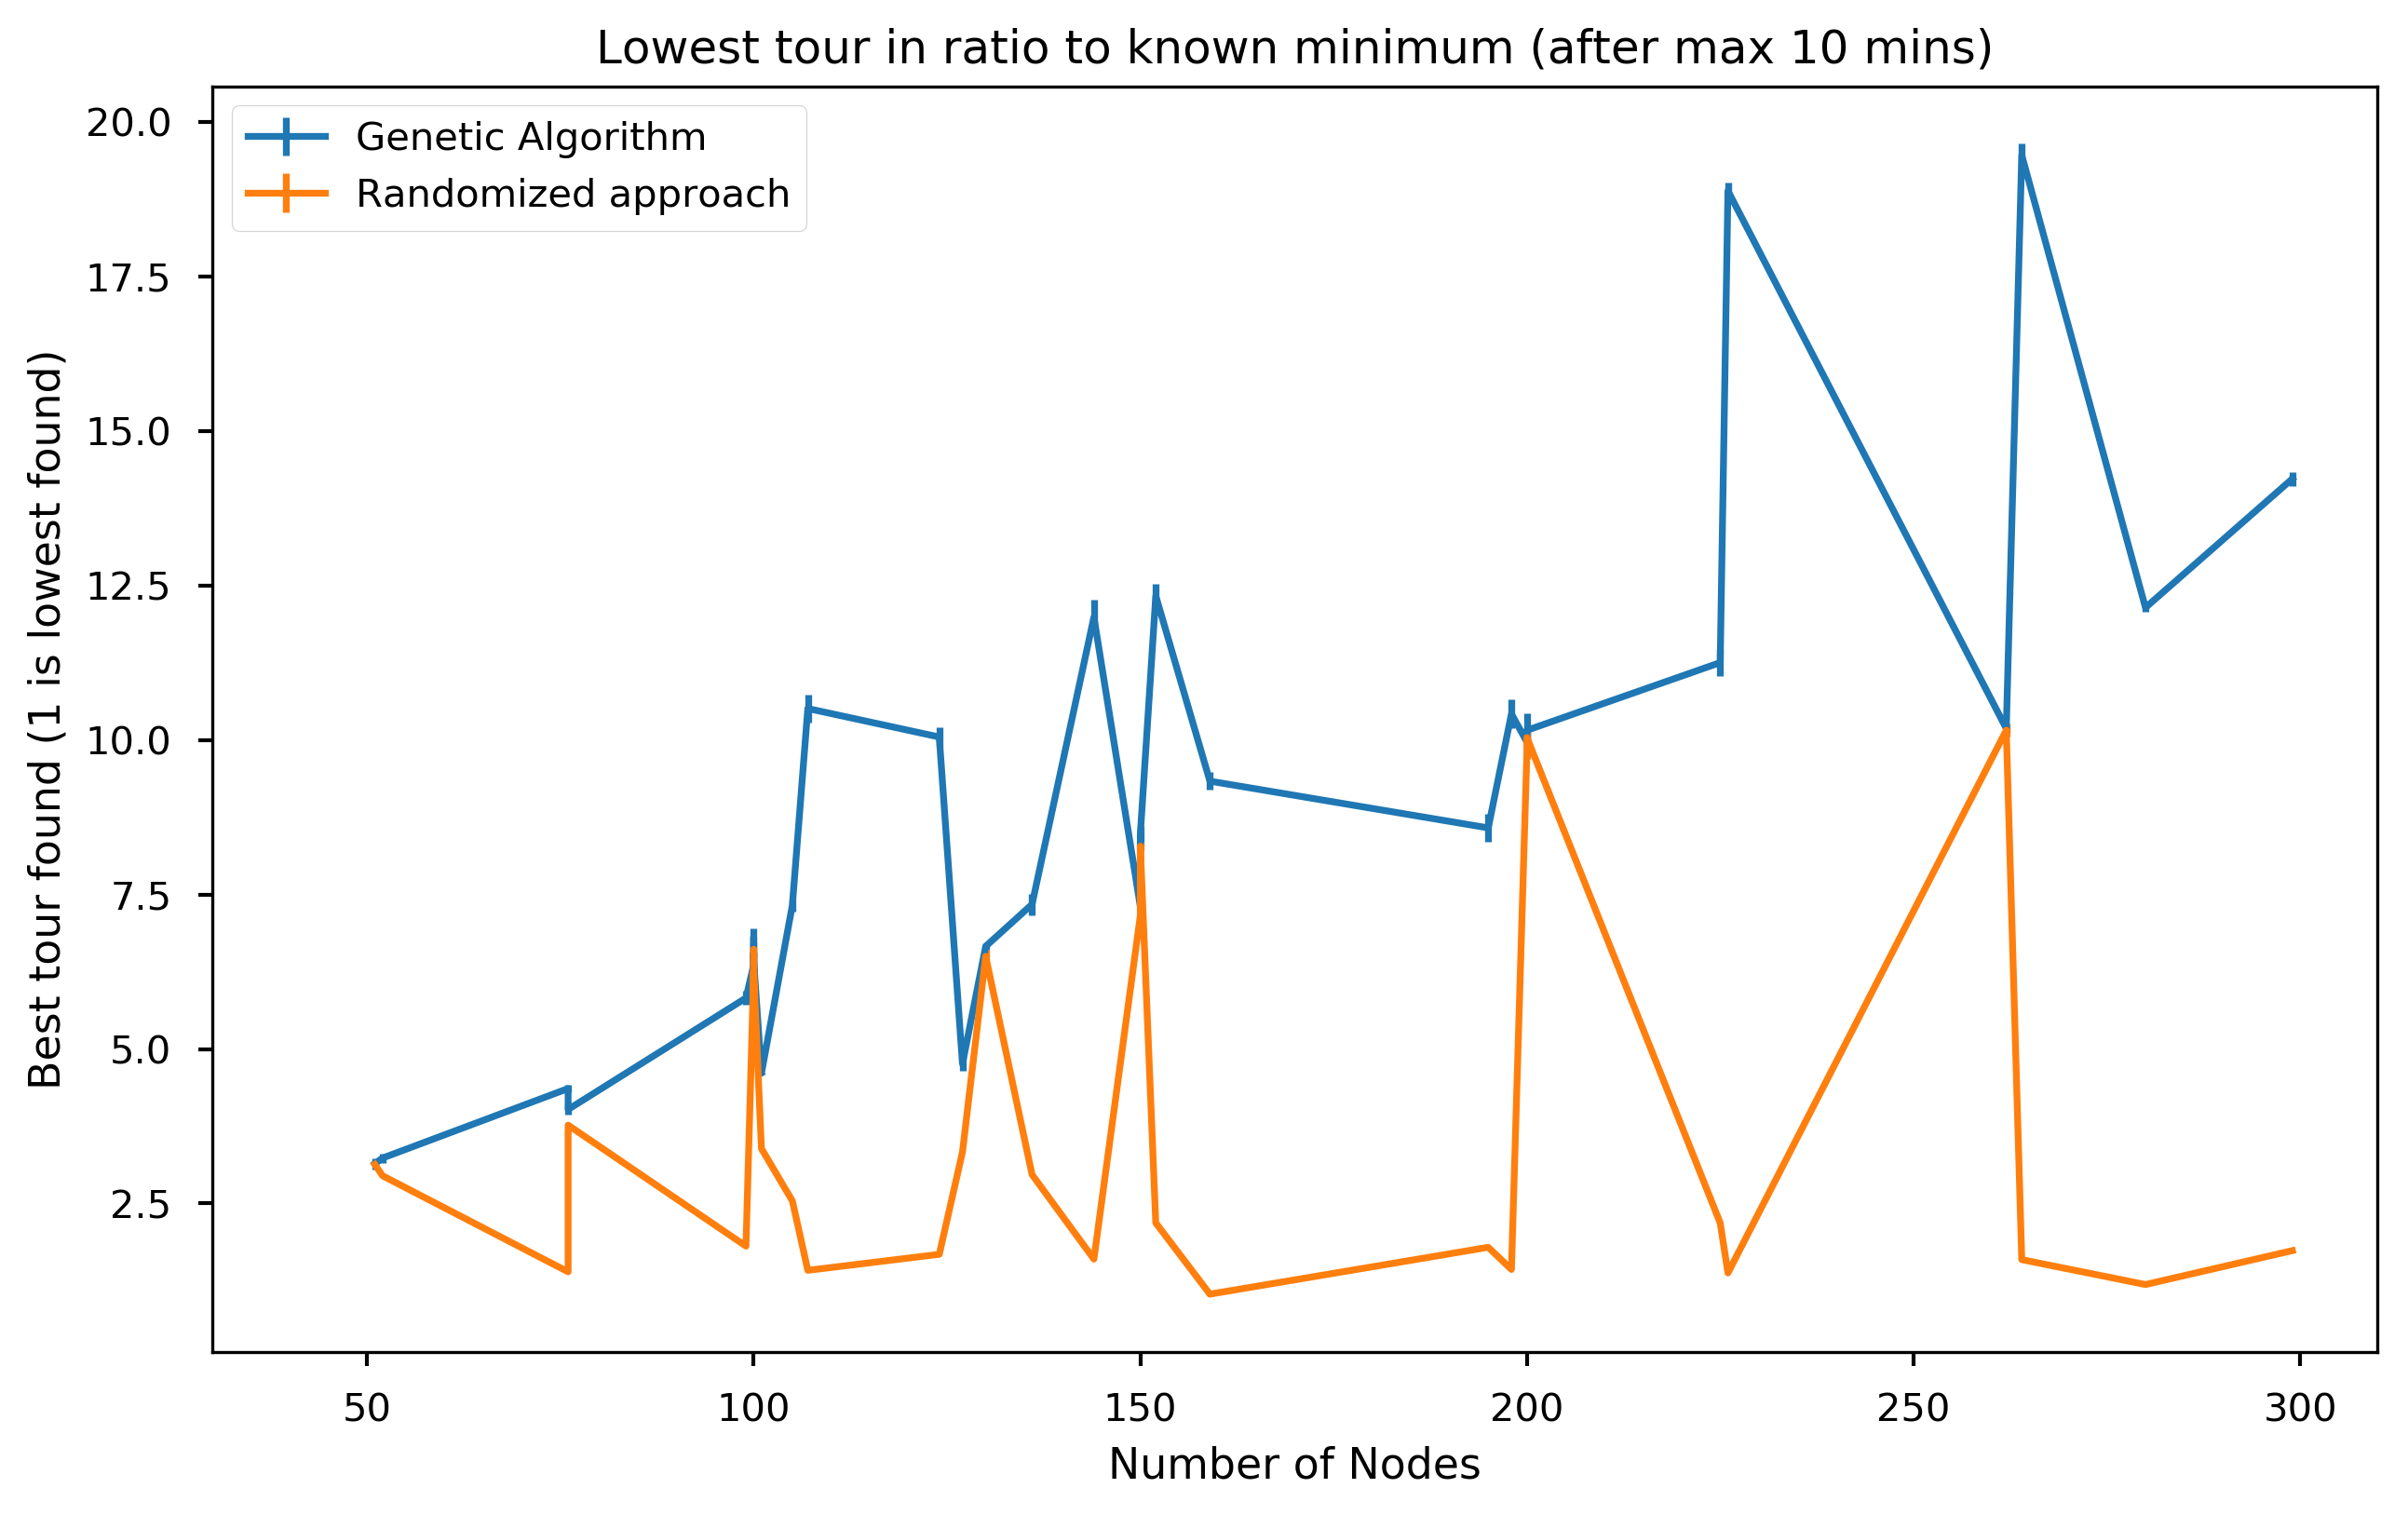 Lowest tour in ratio to known minimum (after max 10 mins)
Genetic Algorithm
Randomized approach
Best tour found (1 is lowest found)
20.0
17.5
15.0
12.5
10.0
7.5
5.0
2.5
50
100
150
200
250
300
Number of Nodes